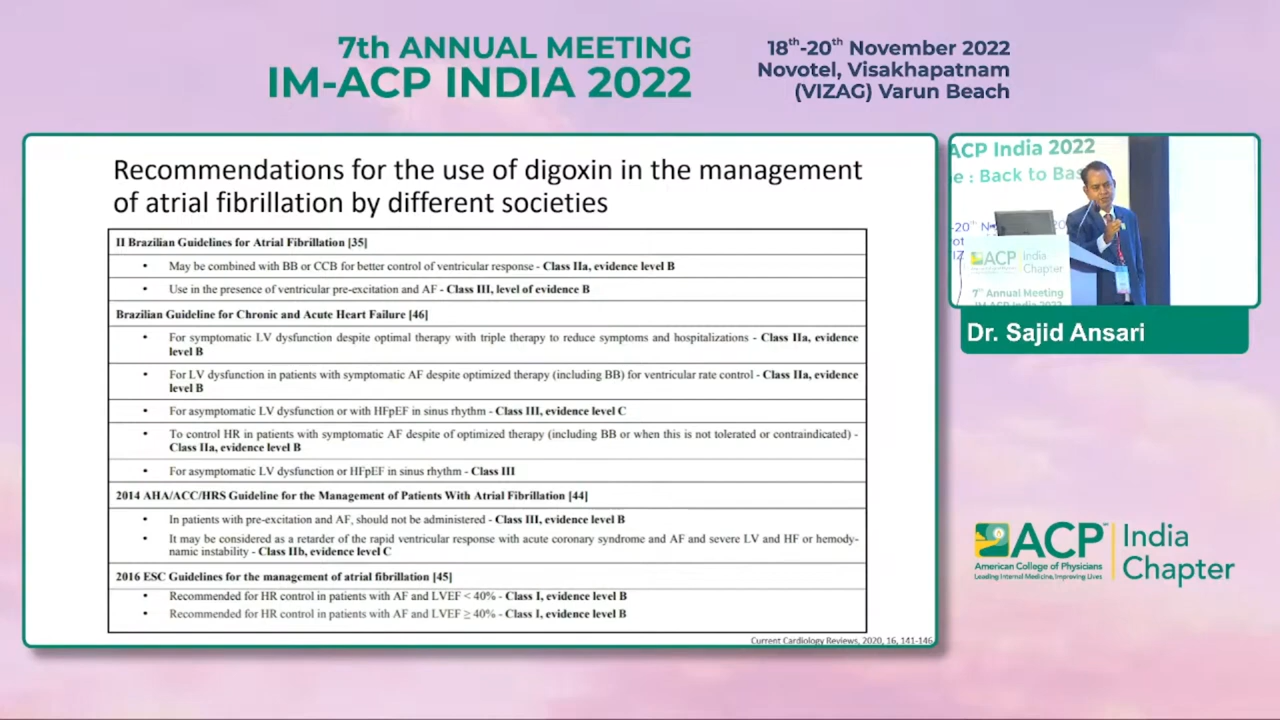 7th ANNUAL MEETING
IM-ACP INDIA 2022
18th-20th November 2022
Novotel, Visakhapatnam
(VIZAG) Varun Beach
Recommendations for the use of digoxin in the management
of atrial fibrillation by different societies
II Brazilian Guidelines for Atrial Fibrillation [35]
• May be combined with BB or CCB for better control of ventricular response - Class IIa, evidence level B
• Use in the presence of ventricular pre-excitation and AF - Class III, level of evidence B
Brazilian Guideline for Chronic and Acute Heart Failure [46]
• For symptomatic LV dysfunction despite optimal therapy with triple therapy to reduce symptoms and hospitalizations - Class IIa, evidence
level B
• For LV dysfunction in patients with symptomatic AF despite optimized therapy (including BB) for ventricular rate control - Class IIa, evidence
level B
• For asymptomatic LV dysfunction or with HFpEF in sinus rhythm - Class III, evidence level C
• To control HR in patients with symptomatic AF despite of optimized therapy (including BB or when this is not tolerated or contraindicated) -
Class IIa, evidence level B
• For asymptomatic LV dysfunction or HFpEF in sinus rhythm - Class III
2014 AHA/ACC/HRS Guideline for the Management of Patients With Atrial Fibrillation [44]
• In patients with pre-excitation and AF, should not be administered - Class III, evidence level B
• It may be considered as a retarder of the rapid ventricular response with acute coronary syndrome and AF and severe LV and HF or hemody-
namic instability - Class IIb, evidence level C
2016 ESC Guidelines for the management of atrial fibrillation [45]
• Recommended for HR control in patients with AF and LVEF < 40% - Class I, evidence level B
• Recommended for HR control in patients with AF and LVEF ≥ 40% - Class I, evidence level B
Current Cardiology Reviews, 2020, 16, 141-146
ACP India 2022
e : Back to Bas
ACP India
Chapter
7th Annual Meeting
IM-ACP INDIA 2022
Dr. Sajid Ansari
ACP India
Chapter
American College of Physicians
Leading Internal Medicine, Improving Lives